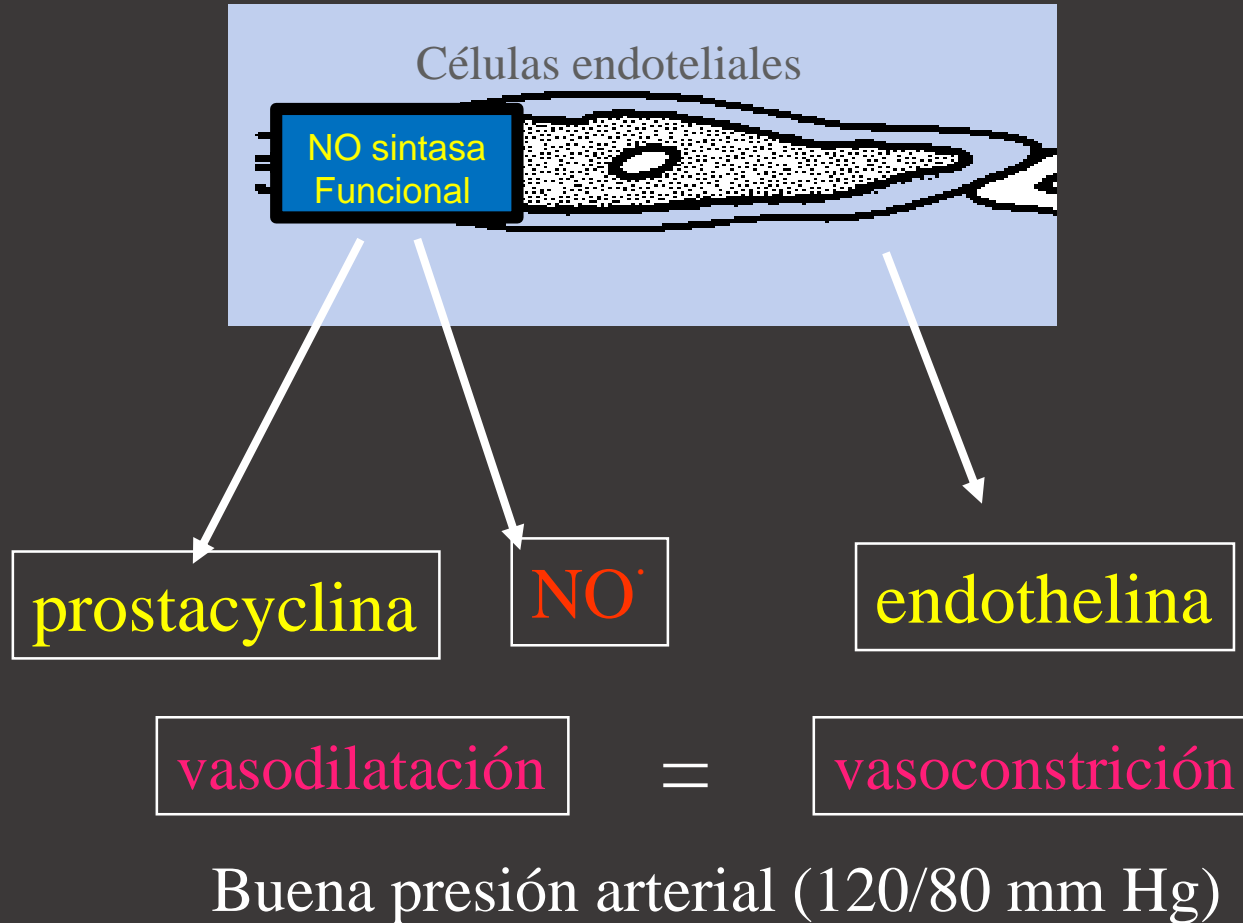 Células endoteliales
NO sintasa
Funcional
prostacyclina
NO˙
endothelina
vasodilatación
=
vasoconstrición
Buena presión arterial (120/80 mm Hg)